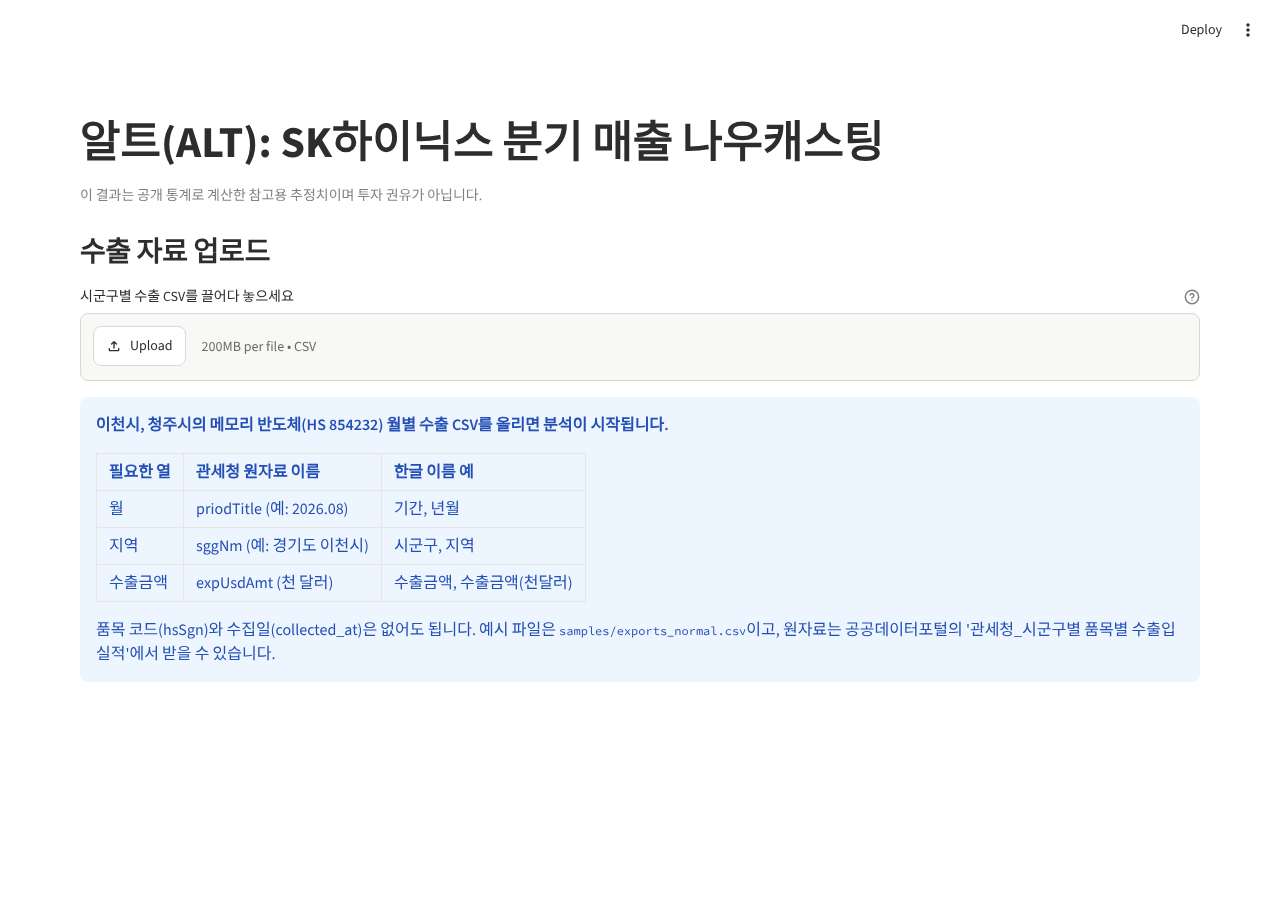 Deploy
알트(ALT): SK하이닉스 분기 매출 나우캐스팅
이 결과는 공개 통계로 계산한 참고용 추정치이며 투자 권유가 아닙니다.
수출 자료 업로드
시군구별 수출 CSV를 끌어다 놓으세요
Upload 200MB per file • CSV
이천시, 청주시의 메모리 반도체(HS 854232) 월별 수출 CSV를 올리면 분석이 시작됩니다.
필요한 열 관세청 원자료 이름 한글 이름 예
월 priodTitle (예: 2026.08) 기간, 년월
지역 sggNm (예: 경기도 이천시) 시군구, 지역
수출금액 expUsdAmt (천 달러) 수출금액, 수출금액(천달러)
품목 코드(hsSgn)와 수집일(collected_at)은 없어도 됩니다. 예시 파일은 samples/exports_normal.csv이고, 원자료는 공공데이터포털의 '관세청_시군구별 품목별 수출입
실적'에서 받을 수 있습니다.